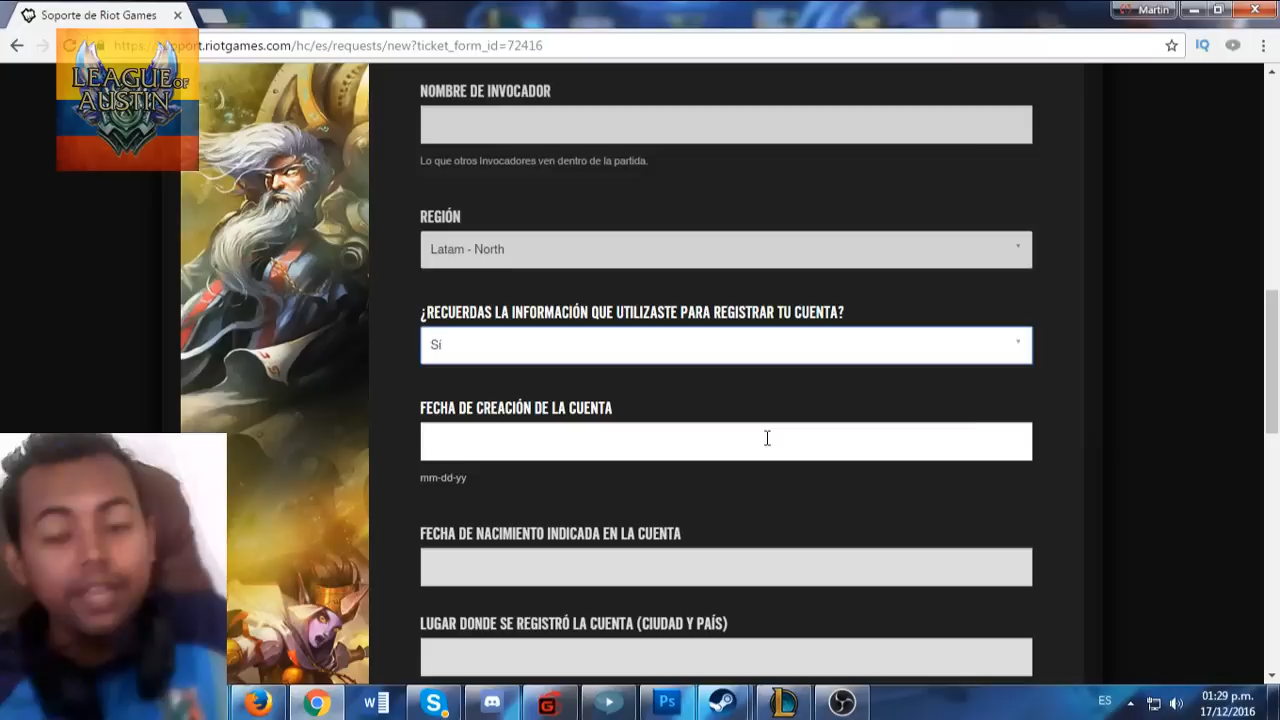 Soporte de Riot Games
Martin
riotgames.com/hc/es/requests/new?ticket_form_id=72416
IQ
LEAGUE OF
AUSTIN
NOMBRE DE INVOCADOR
Lo que otros Invocadores ven dentro de la partida.
REGIÓN
Latam - North
¿RECUERDAS LA INFORMACIÓN QUE UTILIZASTE PARA REGISTRAR TU CUENTA?
Sí
FECHA DE CREACIÓN DE LA CUENTA
mm-dd-yy
FECHA DE NACIMIENTO INDICADA EN LA CUENTA
LUGAR DONDE SE REGISTRÓ LA CUENTA (CIUDAD Y PAÍS)
W
S
Ps
L
ES
01:29 p.m.
17/12/2016